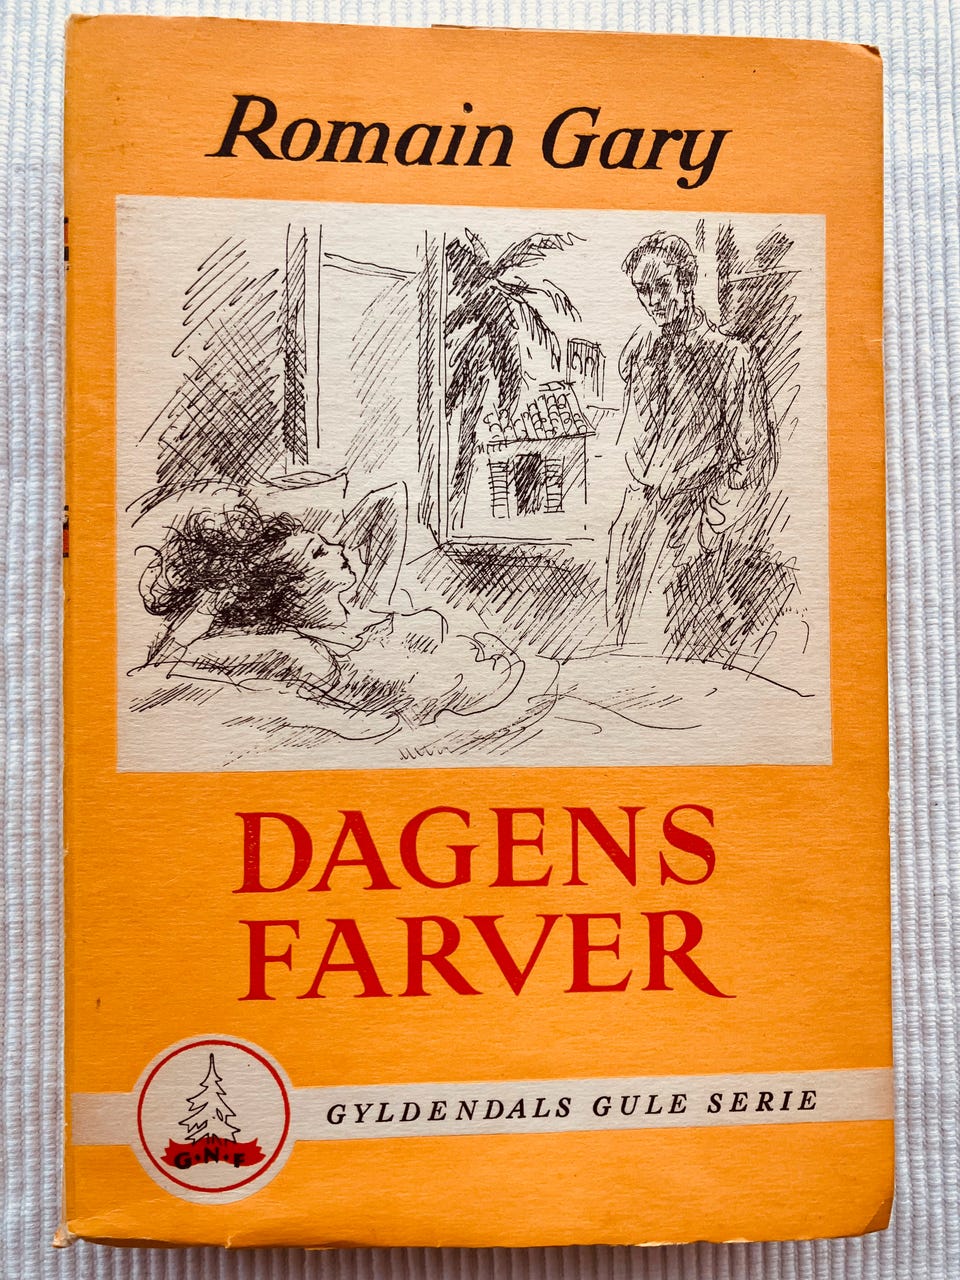 Romain Gary
DAGENS
FARVER
GYLDENDALS GULE SERIE
G·N·F